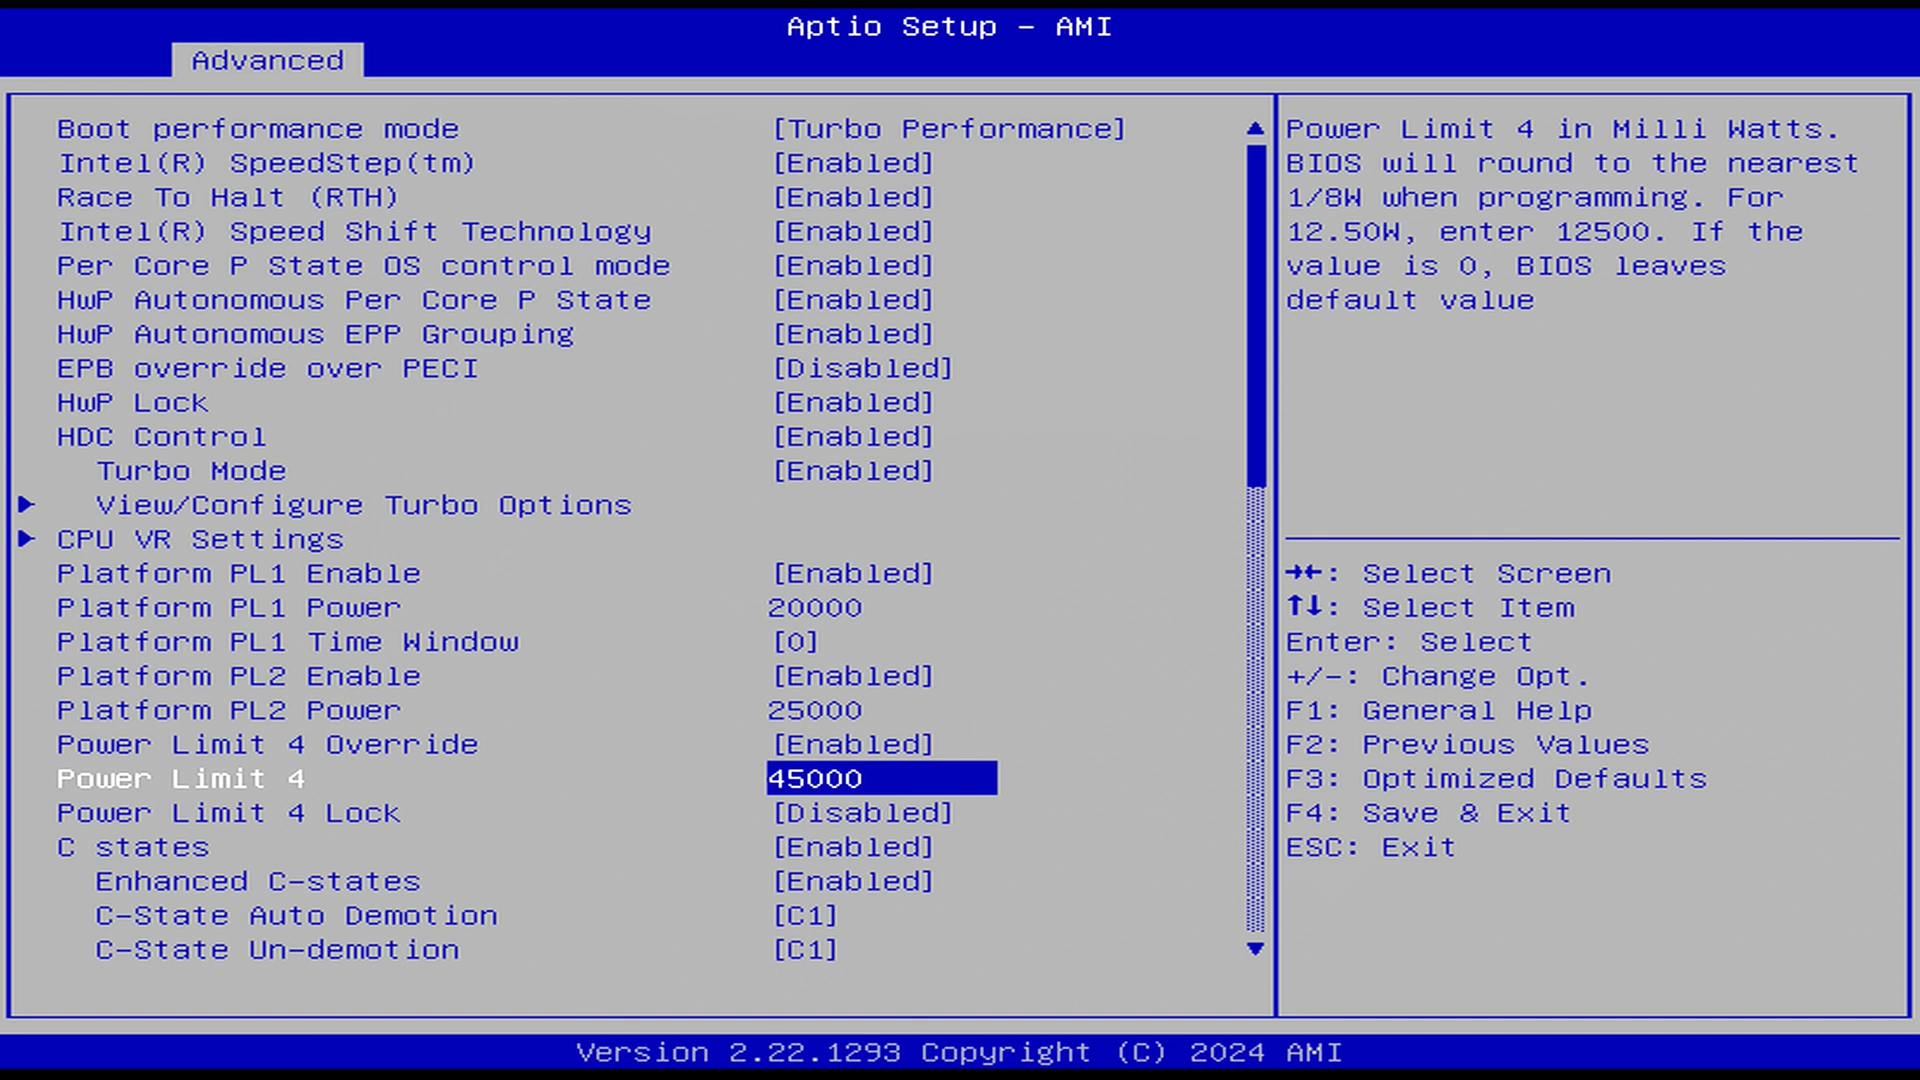 Aptio Setup - AMI
Advanced
Boot performance mode [Turbo Performance]
Intel(R) SpeedStep(tm) [Enabled]
Race To Halt (RTH) [Enabled]
Intel(R) Speed Shift Technology [Enabled]
Per Core P State OS control mode [Enabled]
HwP Autonomous Per Core P State [Enabled]
HwP Autonomous EPP Grouping [Enabled]
EPB override over PECI [Disabled]
HwP Lock [Enabled]
HDC Control [Enabled]
Turbo Mode [Enabled]
View/Configure Turbo Options
CPU VR Settings
Platform PL1 Enable [Enabled]
Platform PL1 Power 20000
Platform PL1 Time Window [0]
Platform PL2 Enable [Enabled]
Platform PL2 Power 25000
Power Limit 4 Override [Enabled]
Power Limit 4 45000
Power Limit 4 Lock [Disabled]
C states [Enabled]
Enhanced C-states [Enabled]
C-State Auto Demotion [C1]
C-State Un-demotion [C1]
Power Limit 4 in Milli Watts.
BIOS will round to the nearest
1/8W when programming. For
12.50W, enter 12500. If the
value is 0, BIOS leaves
default value
→←: Select Screen
↑↓: Select Item
Enter: Select
+/-: Change Opt.
F1: General Help
F2: Previous Values
F3: Optimized Defaults
F4: Save & Exit
ESC: Exit
Version 2.22.1293 Copyright (C) 2024 AMI